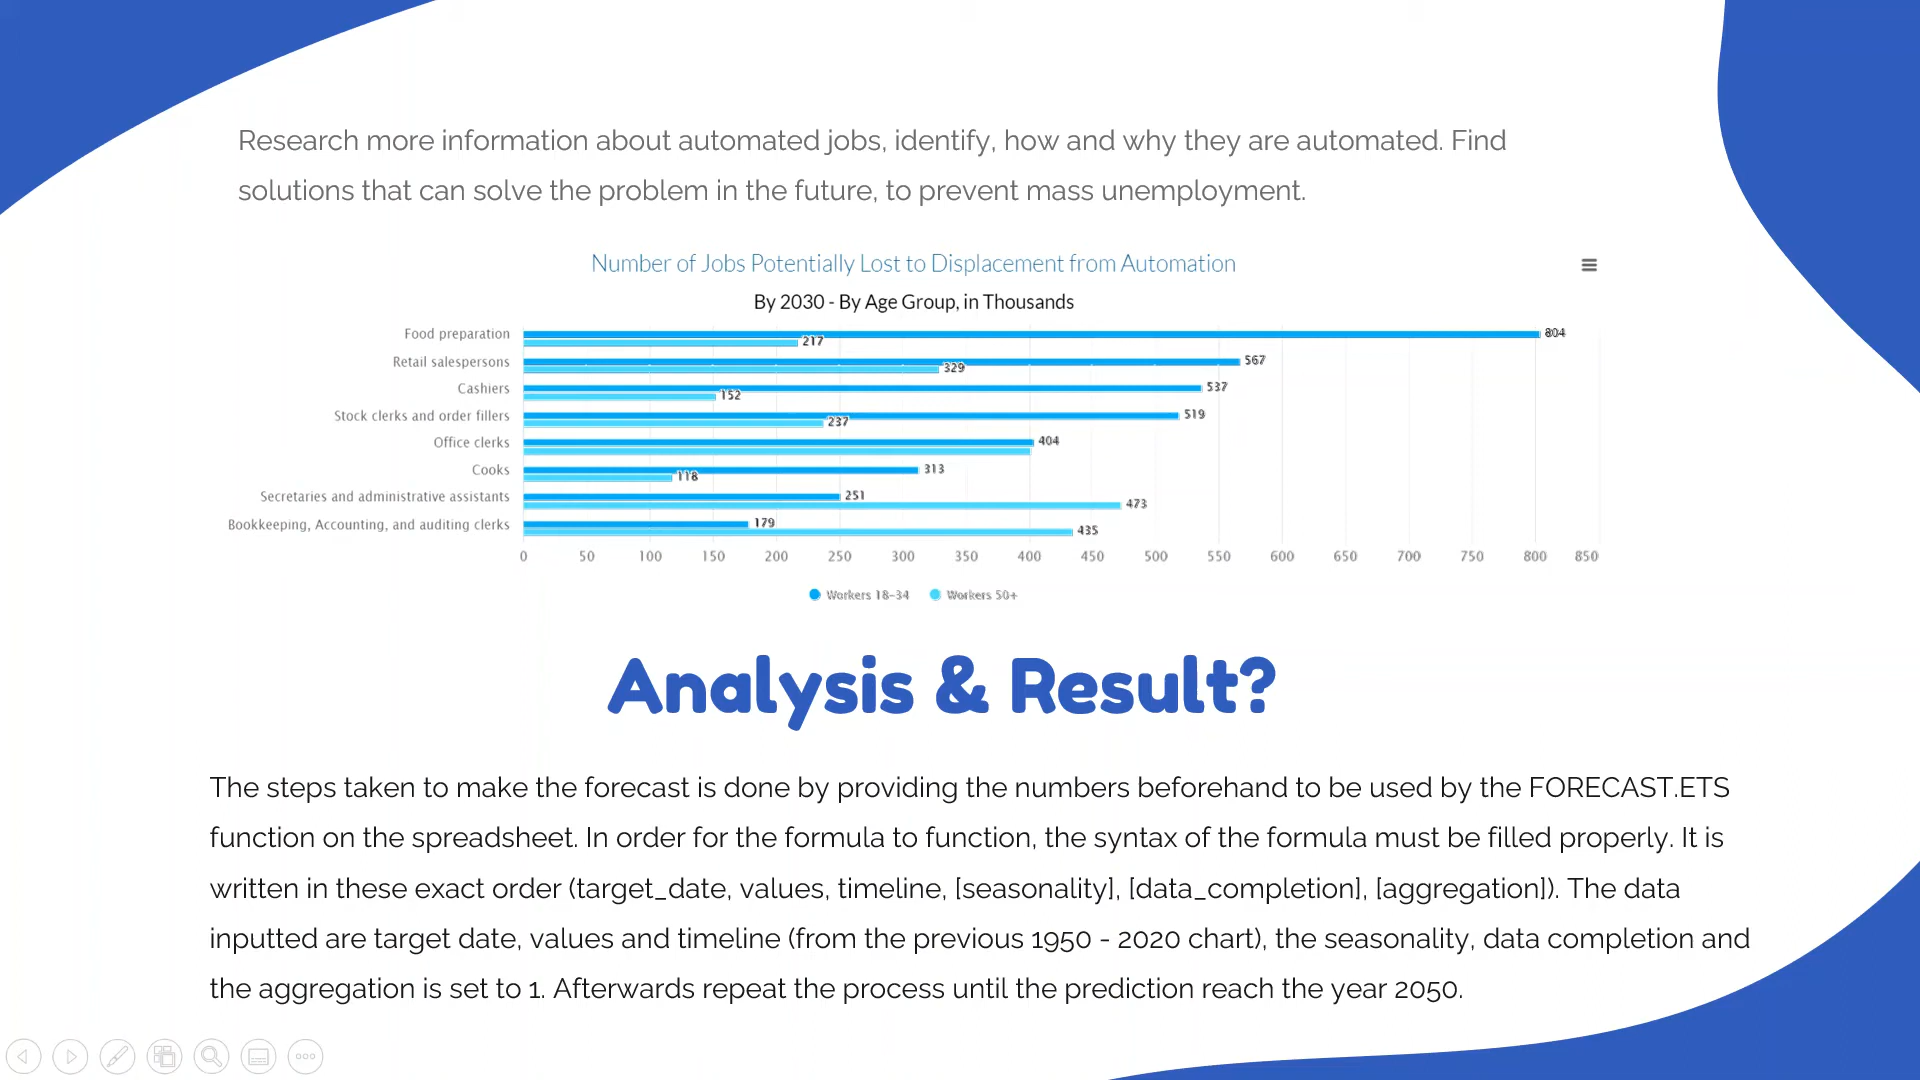 Research more information about automated jobs, identify, how and why they are automated. Find
solutions that can solve the problem in the future, to prevent mass unemployment.
Number of Jobs Potentially Lost to Displacement from Automation
By 2030 - By Age Group, in Thousands
Food preparation 804
217
Retail salespersons 567
329
Cashiers 537
152
Stock clerks and order fillers 519
237
Office clerks 404
Cooks 313
118
Secretaries and administrative assistants 251
473
Bookkeeping, Accounting, and auditing clerks 179
435
0 50 100 150 200 250 300 350 400 450 500 550 600 650 700 750 800 850
Workers 18-34 Workers 50+
Analysis & Result?
The steps taken to make the forecast is done by providing the numbers beforehand to be used by the FORECAST.ETS
function on the spreadsheet. In order for the formula to function, the syntax of the formula must be filled properly. It is
written in these exact order (target_date, values, timeline, [seasonality], [data_completion], [aggregation]). The data
inputted are target date, values and timeline (from the previous 1950 - 2020 chart), the seasonality, data completion and
the aggregation is set to 1. Afterwards repeat the process until the prediction reach the year 2050.